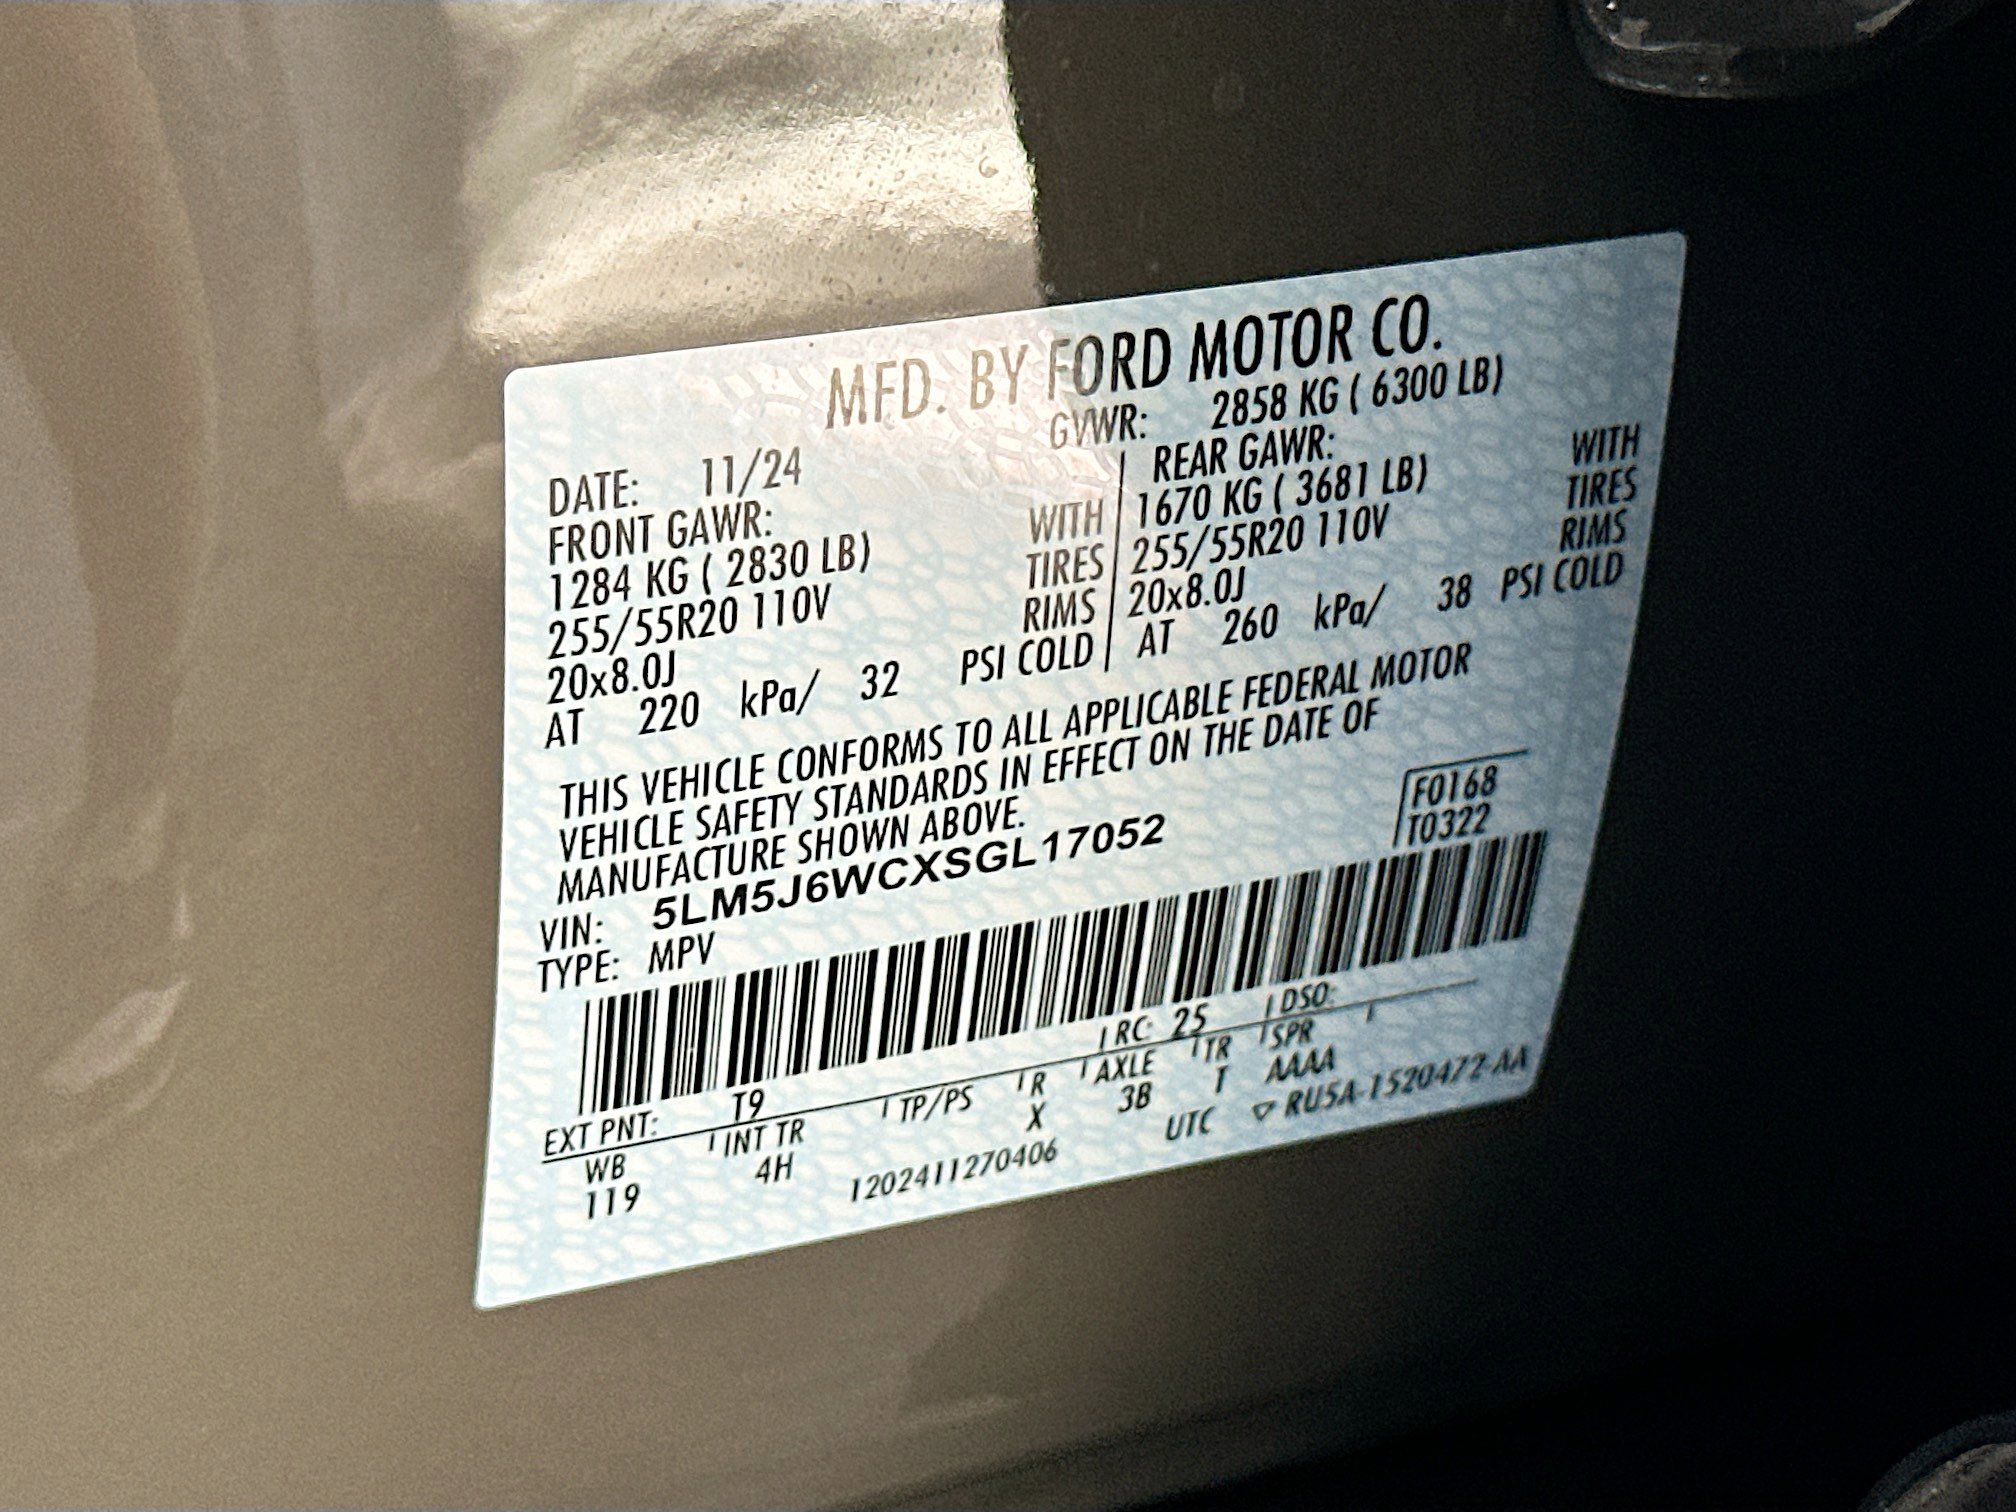 MFD. BY FORD MOTOR CO.
DATE: 11/24 GVWR: 2858 KG ( 6300 LB)
FRONT GAWR: REAR GAWR:
1284 KG ( 2830 LB) WITH 1670 KG ( 3681 LB) WITH
255/55R20 110V TIRES 255/55R20 110V TIRES
20x8.0J RIMS 20x8.0J RIMS
AT 220 kPa/ 32 PSI COLD AT 260 kPa/ 38 PSI COLD
THIS VEHICLE CONFORMS TO ALL APPLICABLE FEDERAL MOTOR
VEHICLE SAFETY STANDARDS IN EFFECT ON THE DATE OF
MANUFACTURE SHOWN ABOVE.
F0168
T0322
VIN: 5LM5J6WCXSGL17052
TYPE: MPV
EXT PNT: T9 RC: 25 DSO:
WB INT TR TP/PS R AXLE TR SPR
119 4H X 3B T AAAA
1202411270406 UTC ▽ RU5A-1520472-AA